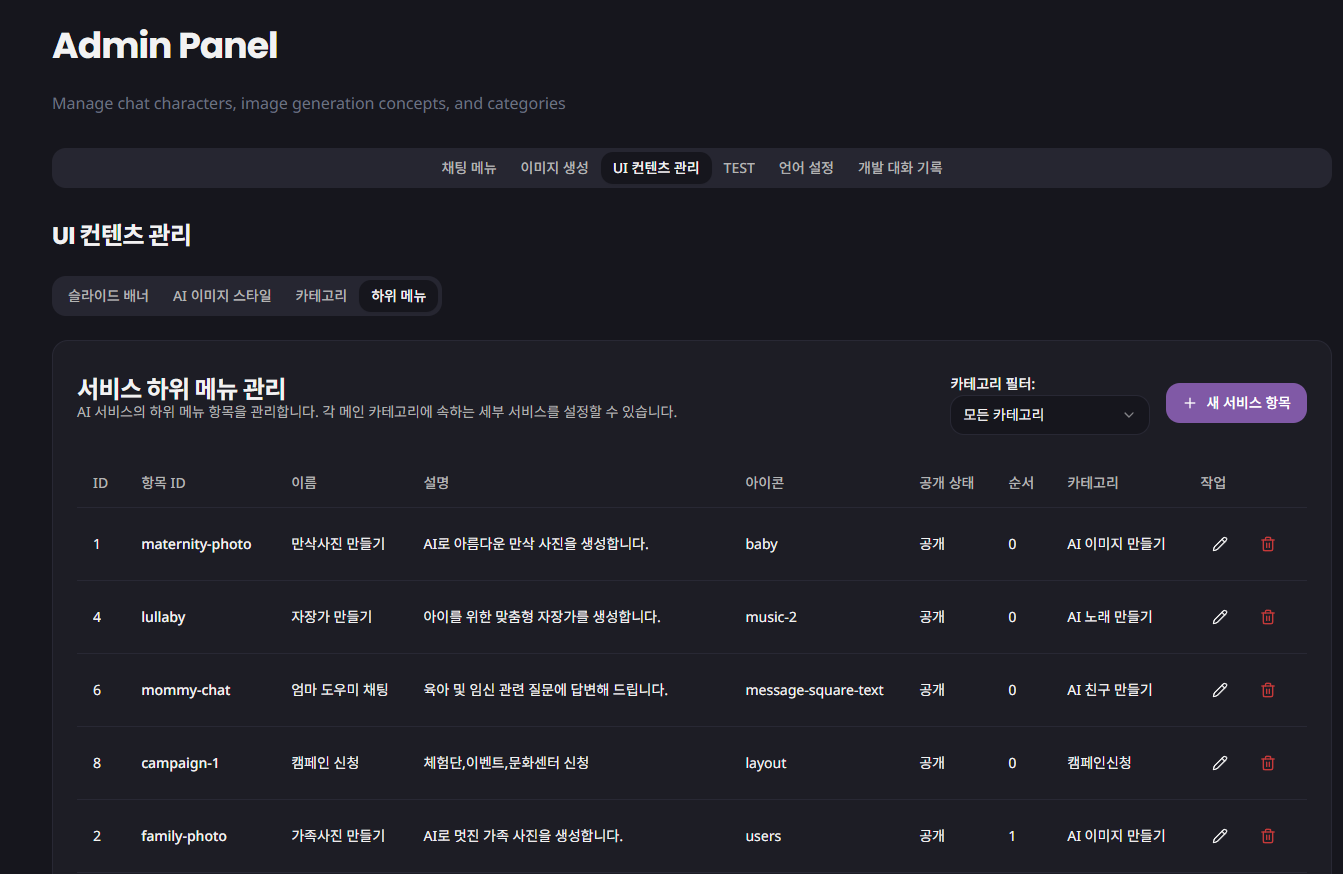 Admin Panel
Manage chat characters, image generation concepts, and categories
채팅 메뉴 이미지 생성 UI 컨텐츠 관리 TEST 언어 설정 개발 대화 기록
UI 컨텐츠 관리
슬라이드 배너 AI 이미지 스타일 카테고리 하위 메뉴
서비스 하위 메뉴 관리
AI 서비스의 하위 메뉴 항목을 관리합니다. 각 메인 카테고리에 속하는 세부 서비스를 설정할 수 있습니다.
카테고리 필터:
모든 카테고리
+ 새 서비스 항목
ID 항목 ID 이름 설명 아이콘 공개 상태 순서 카테고리 작업
1 maternity-photo 만삭사진 만들기 AI로 아름다운 만삭 사진을 생성합니다. baby 공개 0 AI 이미지 만들기
4 lullaby 자장가 만들기 아이를 위한 맞춤형 자장가를 생성합니다. music-2 공개 0 AI 노래 만들기
6 mommy-chat 엄마 도우미 채팅 육아 및 임신 관련 질문에 답변해 드립니다. message-square-text 공개 0 AI 친구 만들기
8 campaign-1 캠페인 신청 체험단,이벤트,문화센터 신청 layout 공개 0 캠페인신청
2 family-photo 가족사진 만들기 AI로 멋진 가족 사진을 생성합니다. users 공개 1 AI 이미지 만들기